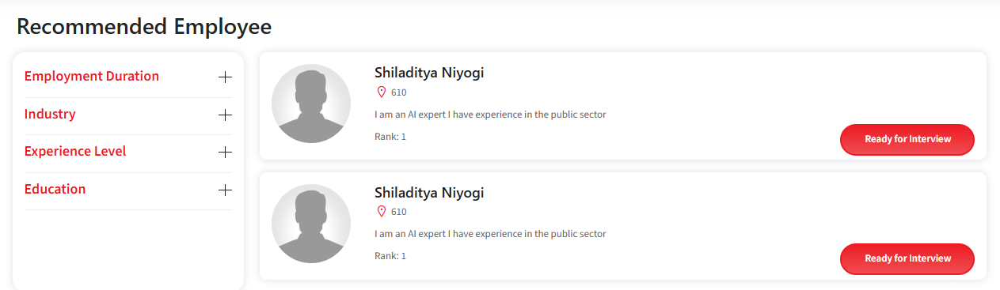 Recommended Employee
Employment Duration
Industry
Experience Level
Education
Shiladitya Niyogi
610
I am an AI expert I have experience in the public sector
Rank: 1
Ready for Interview
Shiladitya Niyogi
610
I am an AI expert I have experience in the public sector
Rank: 1
Ready for Interview